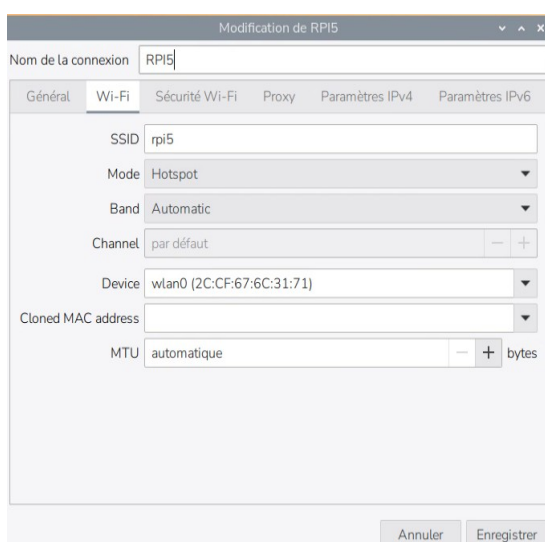 Modification de RPI5
Nom de la connexion RPI5
Général Wi-Fi Sécurité Wi-Fi Proxy Paramètres IPv4 Paramètres IPv6
SSID rpi5
Mode Hotspot
Band Automatic
Channel par défaut
Device wlan0 (2C:CF:67:6C:31:71)
Cloned MAC address
MTU automatique bytes
Annuler Enregistrer